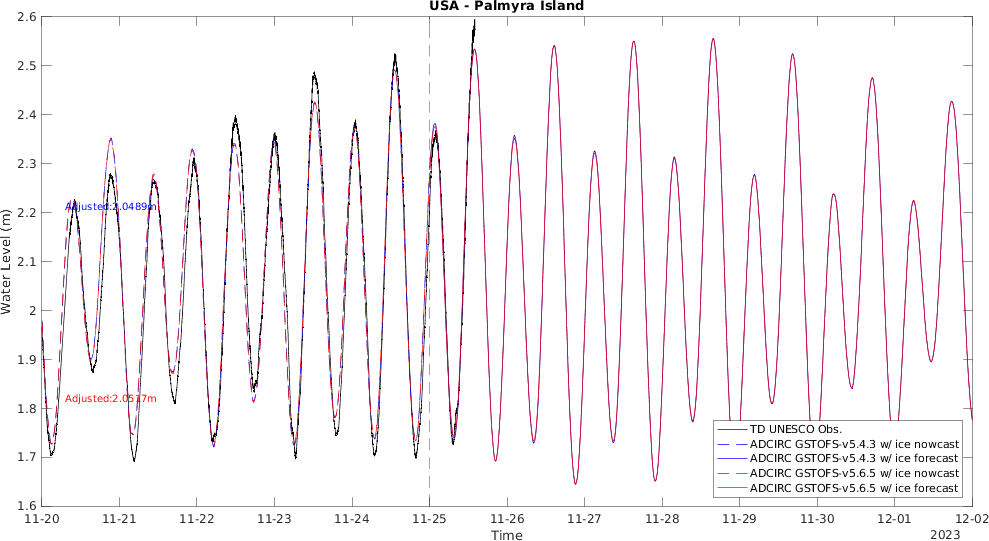 USA - Palmyra Island
2.6
2.5
2.4
2.3
2.2
2.1
2
1.9
1.8
1.7
1.6
Water Level (m)
Adjusted:2.0489m
Adjusted:2.0517m
TD UNESCO Obs.
ADCIRC GSTOFS-v5.4.3 w/ ice nowcast
ADCIRC GSTOFS-v5.4.3 w/ ice forecast
ADCIRC GSTOFS-v5.6.5 w/ ice nowcast
ADCIRC GSTOFS-v5.6.5 w/ ice forecast
11-20 11-21 11-22 11-23 11-24 11-25 11-26 11-27 11-28 11-29 11-30 12-01 12-02
Time
2023